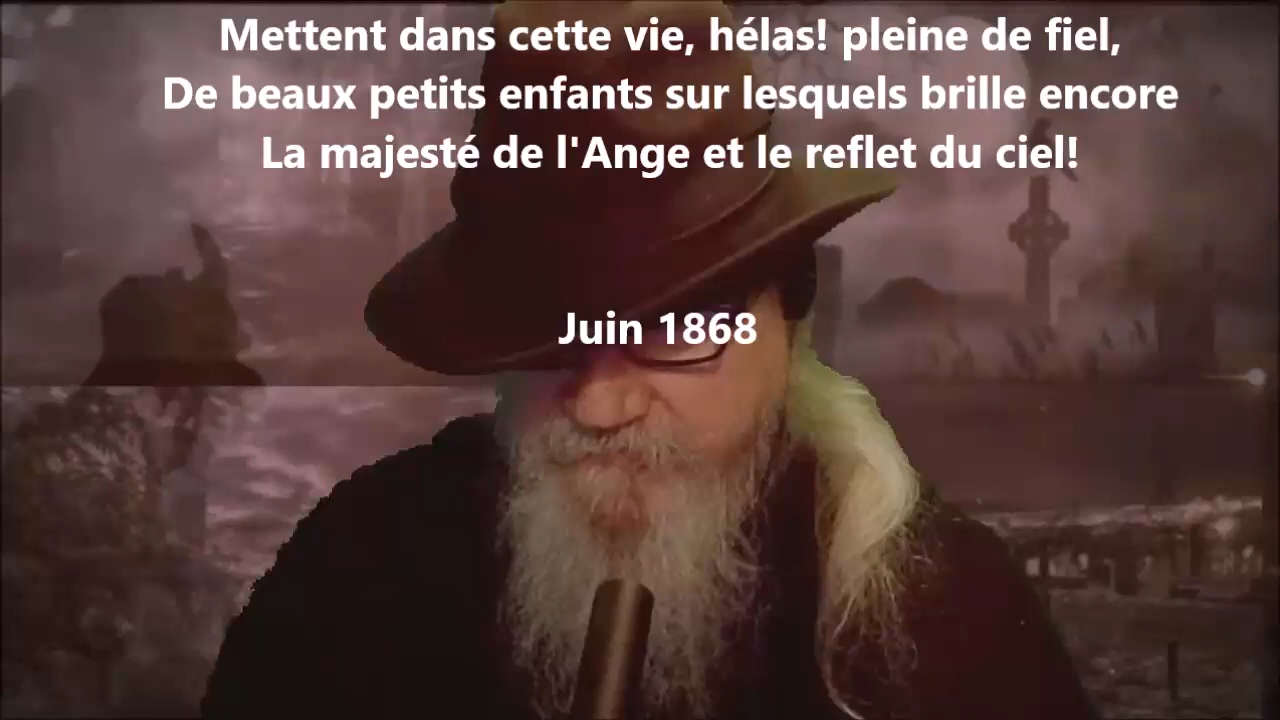 Mettent dans cette vie, hélas! pleine de fiel,
De beaux petits enfants sur lesquels brille encore
La majesté de l'Ange et le reflet du ciel!
Juin 1868